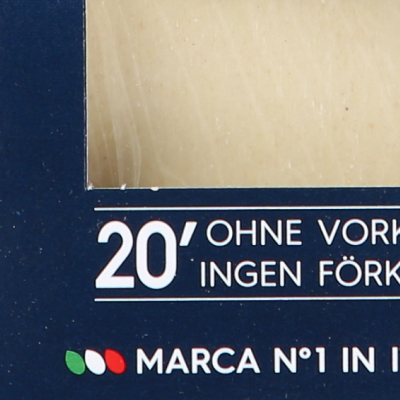 20' OHNE VORK
INGEN FÖRK
MARCA N°1 IN I